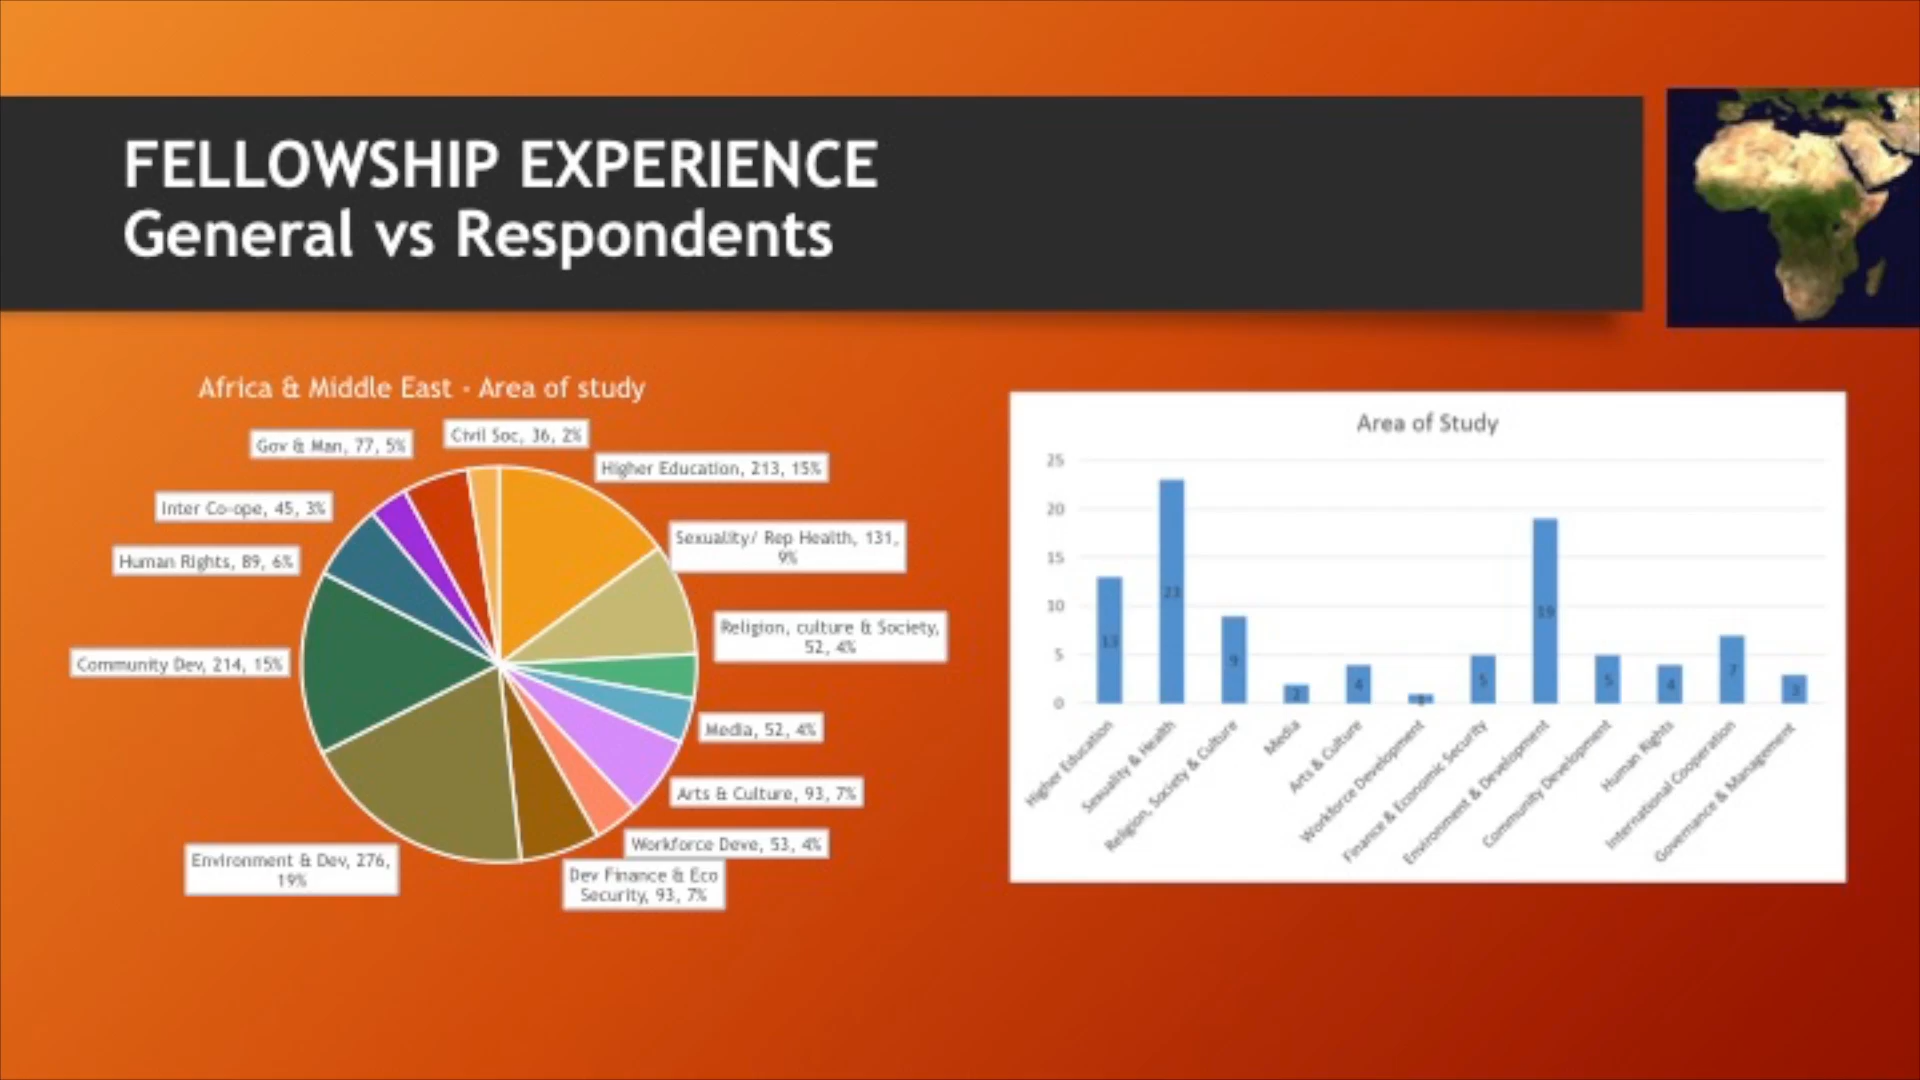 FELLOWSHIP EXPERIENCE
General vs Respondents
Africa & Middle East - Area of study
Civil Soc, 36, 2%
Gov & Man, 77, 5%
Higher Education, 213, 15%
Inter Co-ope, 45, 3%
Sexuality/ Rep Health, 131,
9%
Human Rights, 89, 6%
Religion, culture & Society,
52, 4%
Community Dev, 214, 15%
Media, 52, 4%
Arts & Culture, 93, 7%
Workforce Deve, 53, 4%
Environment & Dev, 276,
19%
Dev Finance & Eco
Security, 93, 7%
Area of Study
25
20
15
10
5
0
13
23
9
2
4
1
5
19
5
4
7
3
Higher Education
Sexuality & Health
Religion, Society & Culture
Media
Arts & Culture
Workforce Development
Finance & Economic Security
Environment & Development
Community Development
Human Rights
International Cooperation
Governance & Management